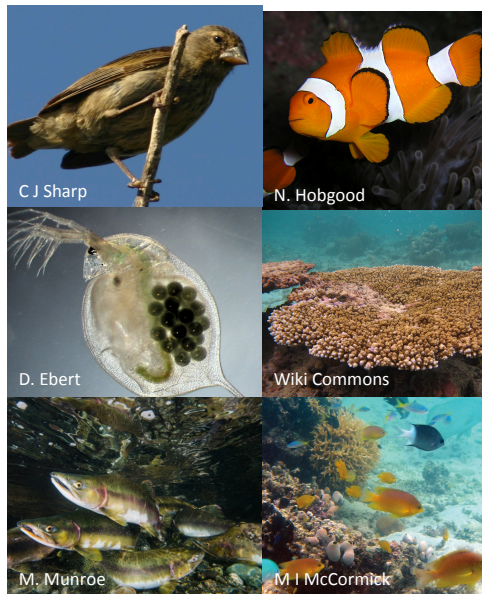 C J Sharp
N. Hobgood
D. Ebert
Wiki Commons
M. Munroe
M I McCormick